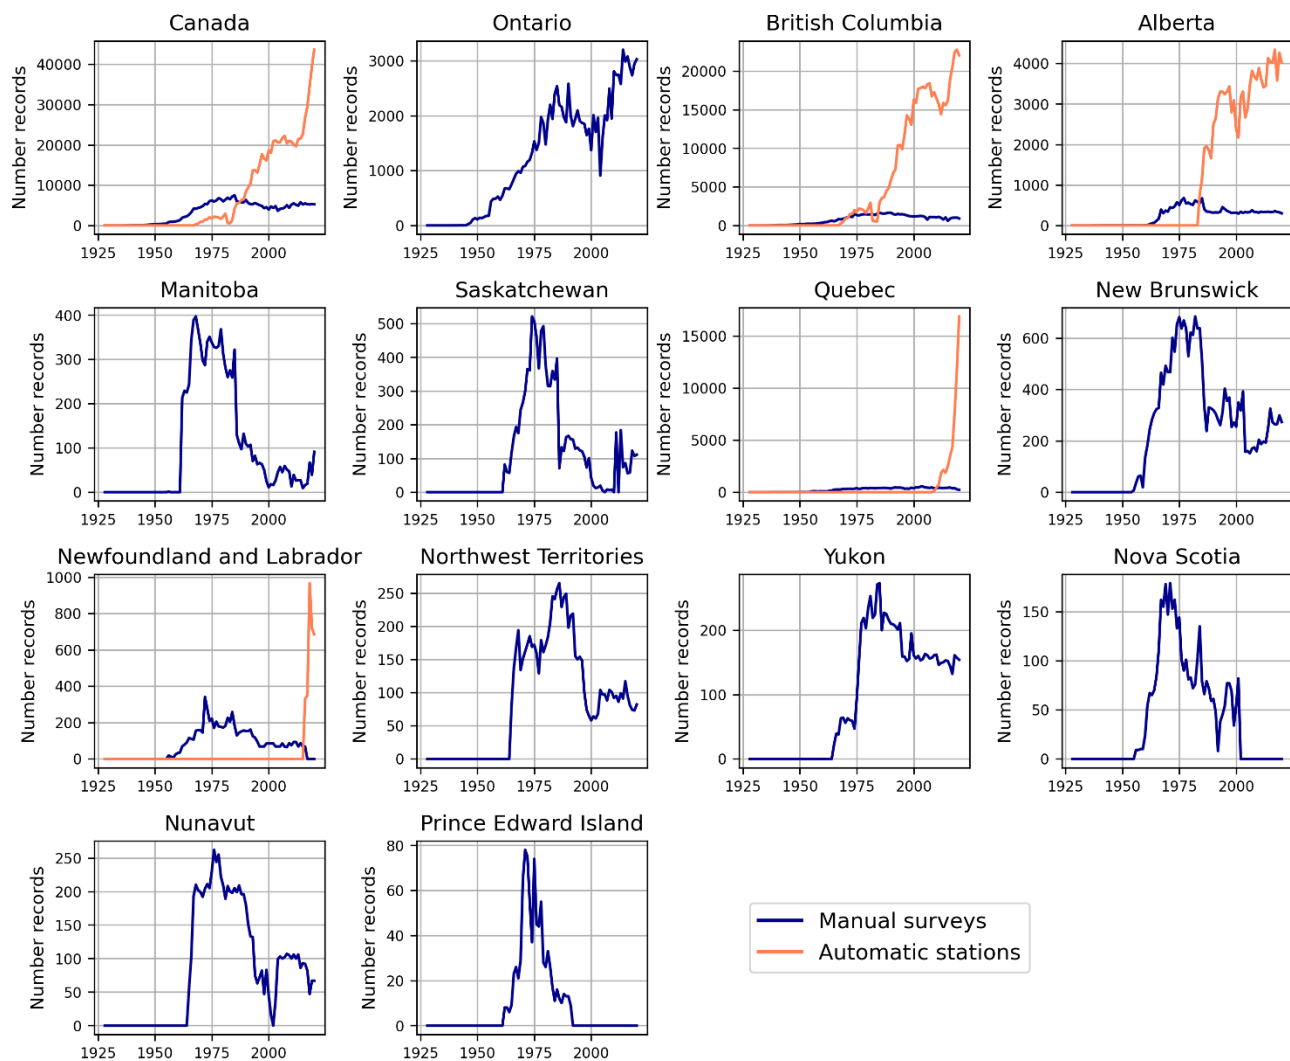 Canada
Ontario
British Columbia
Alberta
Number records
40000
30000
20000
10000
0
1925 1950 1975 2000
Number records
3000
2000
1000
0
1925 1950 1975 2000
Number records
20000
15000
10000
5000
0
1925 1950 1975 2000
Number records
4000
3000
2000
1000
0
1925 1950 1975 2000
Manitoba
Saskatchewan
Quebec
New Brunswick
Number records
400
300
200
100
0
1925 1950 1975 2000
Number records
500
400
300
200
100
0
1925 1950 1975 2000
Number records
15000
10000
5000
0
1925 1950 1975 2000
Number records
600
400
200
0
1925 1950 1975 2000
Newfoundland and Labrador
Northwest Territories
Yukon
Nova Scotia
Number records
1000
800
600
400
200
0
1925 1950 1975 2000
Number records
250
200
150
100
50
0
1925 1950 1975 2000
Number records
200
100
0
1925 1950 1975 2000
Number records
150
100
50
0
1925 1950 1975 2000
Nunavut
Prince Edward Island
Number records
250
200
150
100
50
0
1925 1950 1975 2000
Number records
80
60
40
20
0
1925 1950 1975 2000
Manual surveys
Automatic stations